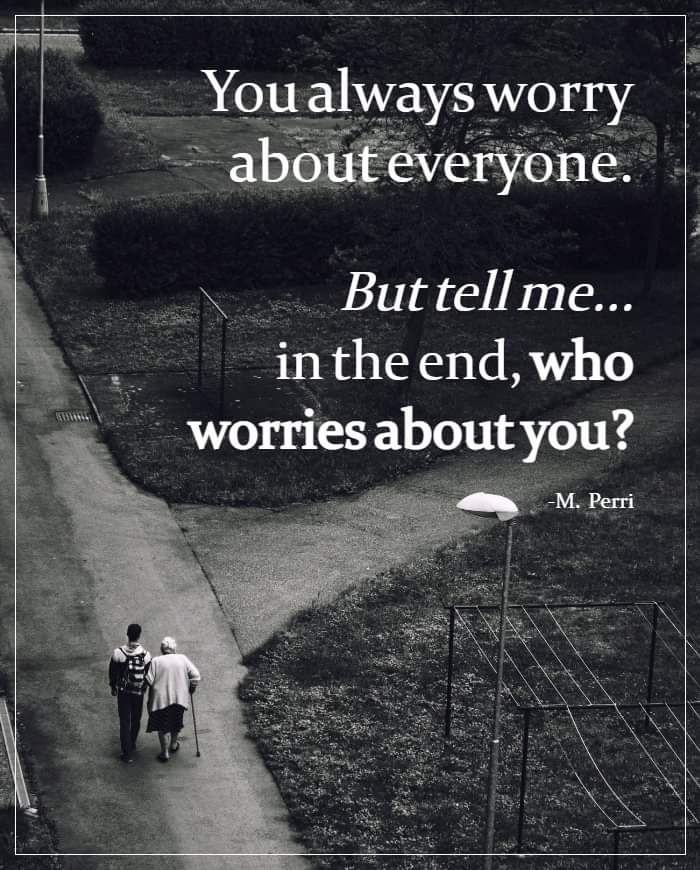 You always worry
about everyone.
But tell me...
in the end, who
worries about you?
-M. Perri